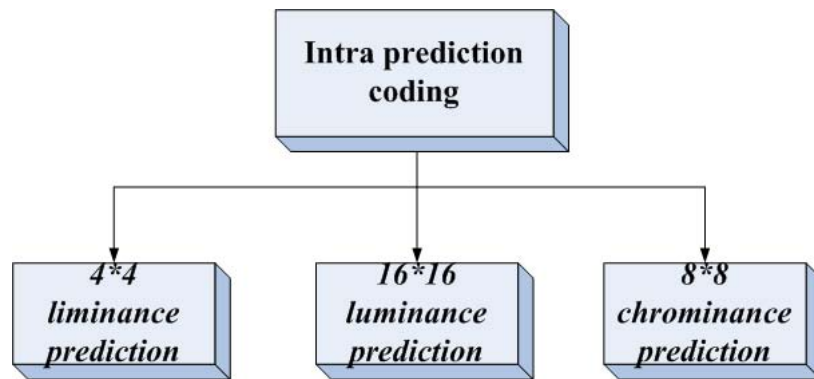 Intra prediction
coding
4*4
liminance
prediction
16*16
luminance
prediction
8*8
chrominance
prediction